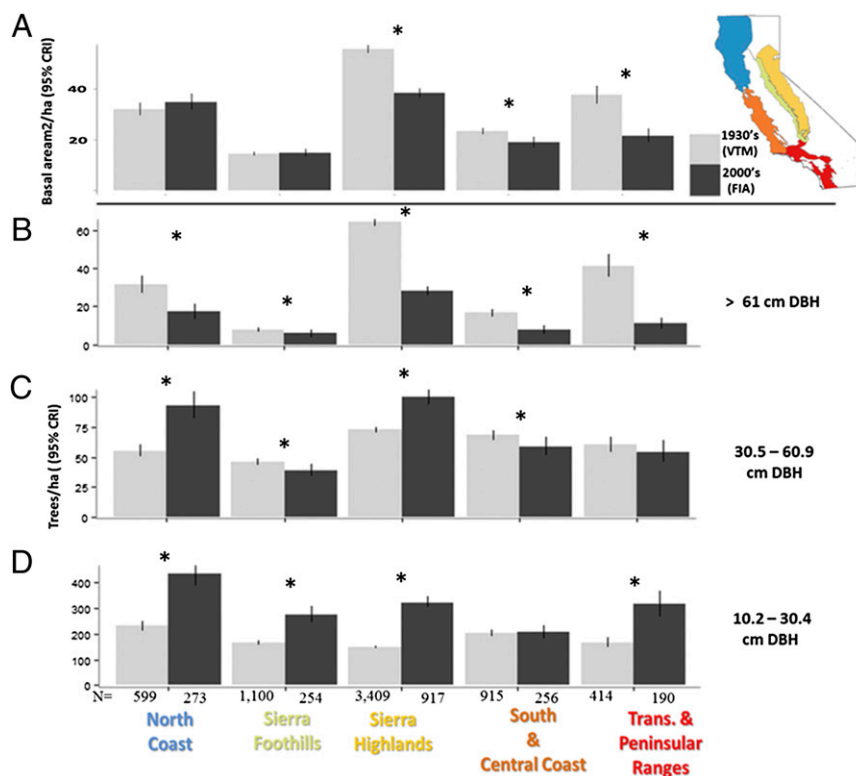 A
Basal aream2/ha (95% CRI)
40
20
*
*
*
1930's
(VTM)
2000's
(FIA)
B
60
40
20
0
*
*
*
*
*
> 61 cm DBH
C
Trees/ha ( (95% CRI)
100
75
50
25
0
*
*
*
*
30.5 – 60.9
cm DBH
D
400
300
200
100
0
*
*
*
*
10.2 – 30.4
cm DBH
N= 599 273 1,100 254 3,409 917 915 256 414 190
North
Coast
Sierra
Foothills
Sierra
Highlands
South
&
Central Coast
Trans. &
Peninsular
Ranges